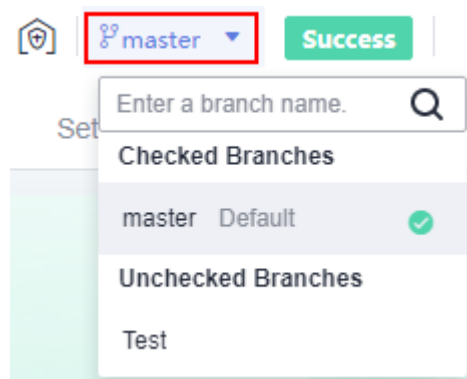 master
Success
Enter a branch name.
Set
Checked Branches
master Default
Unchecked Branches
Test